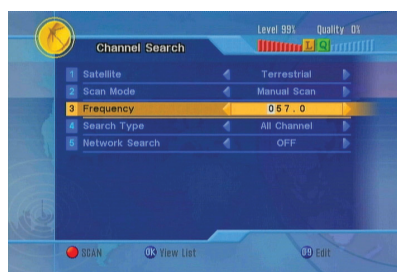 Level 99% Quality 0%
Channel Search
L Q
1 Satellite Terrestrial
2 Scan Mode Manual Scan
3 Frequency 057.0
4 Search Type All Channel
5 Network Search OFF
SCAN OK View List 09 Edit